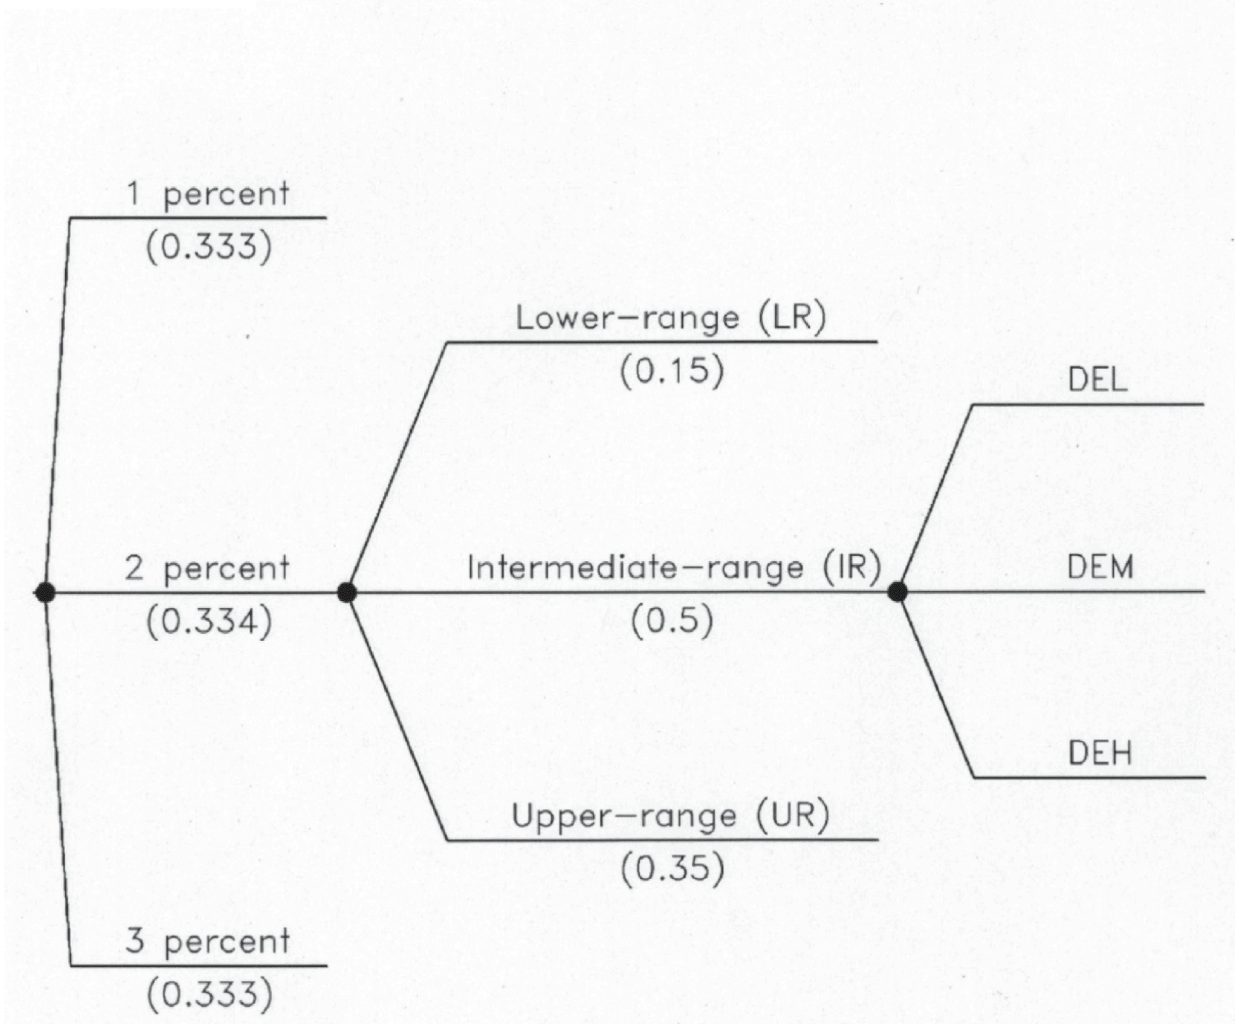 1 percent
(0.333)
Lower-range (LR)
(0.15)
DEL
2 percent
(0.334)
Intermediate-range (IR)
(0.5)
DEM
DEH
Upper-range (UR)
(0.35)
3 percent
(0.333)